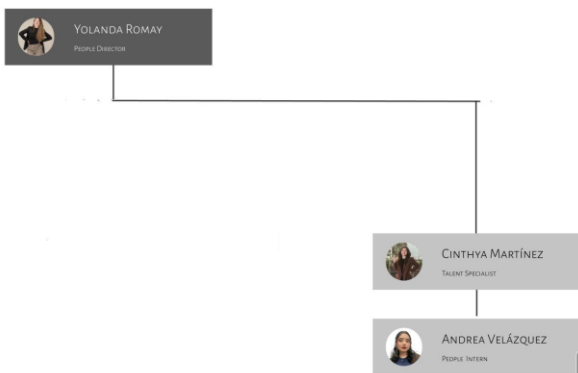 Yolanda Romay
People Director
Cinthya Martínez
Talent Specialist
Andrea Velázquez
People Intern